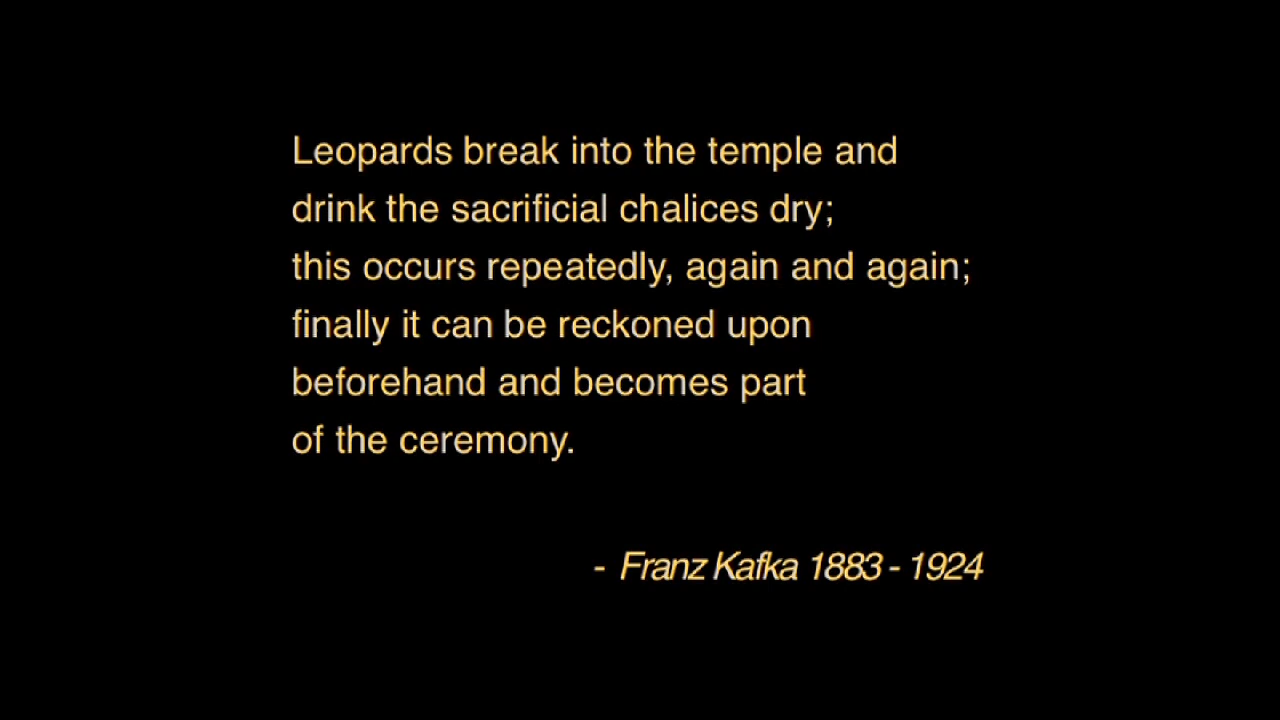 Leopards break into the temple and
drink the sacrificial chalices dry;
this occurs repeatedly, again and again;
finally it can be reckoned upon
beforehand and becomes part
of the ceremony.
- Franz Kafka 1883 - 1924